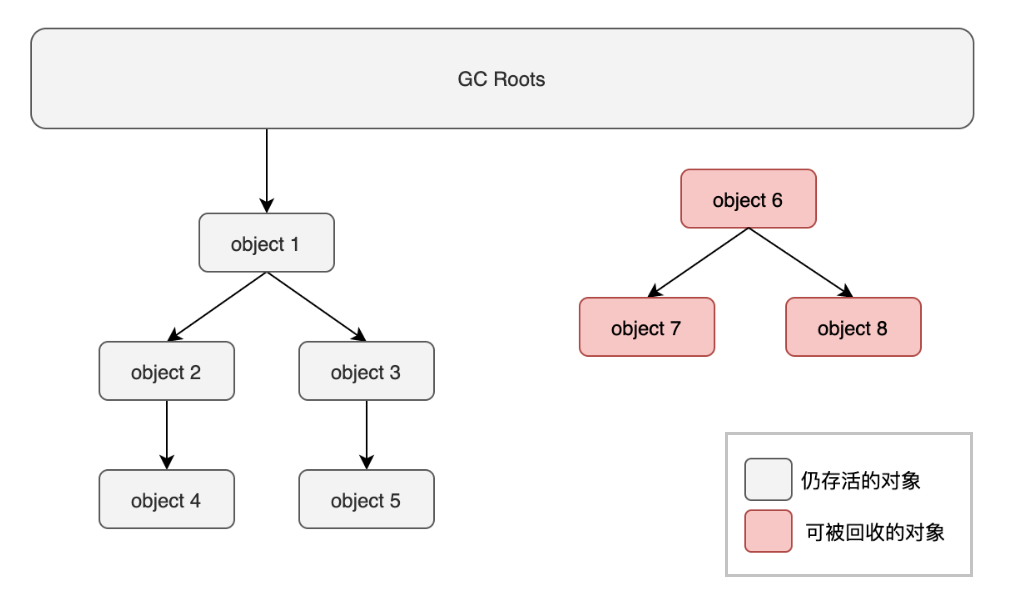 GC Roots
object 6
object 1
object 7
object 8
object 2
object 3
object 4
object 5
仍存活的对象
可被回收的对象